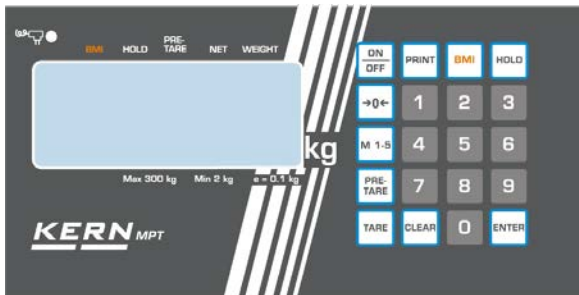 BMI HOLD PRE-TARE NET WEIGHT
kg
Max 300 kg Min 2 kg e = 0.1 kg
KERN MPT
ON
OFF
PRINT BMI HOLD
→0← 1 2 3
M 1-5 4 5 6
PRE-
TARE
7 8 9
TARE CLEAR 0 ENTER